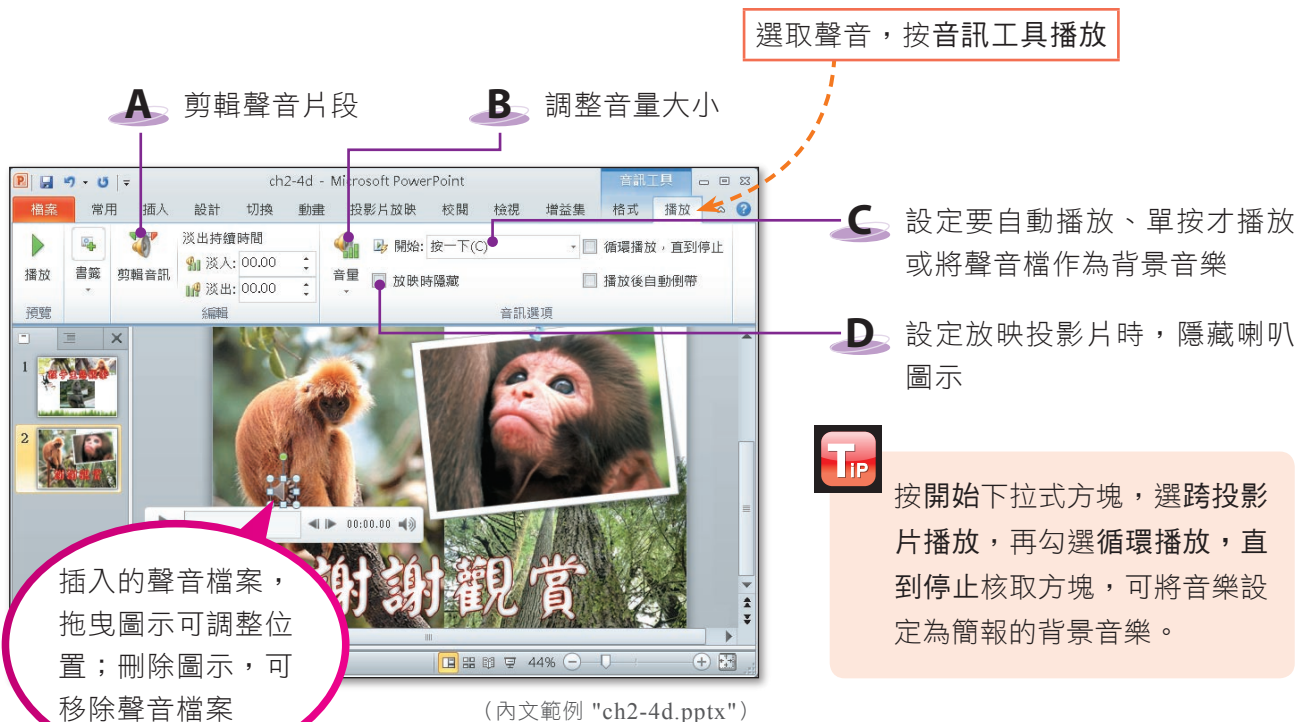 選取聲音，按音訊工具播放
A 剪輯聲音片段
B 調整音量大小
ch2-4d - Microsoft PowerPoint
音訊工具
檔案 常用 插入 設計 切換 動畫 投影片放映 校閱 檢視 增益集 格式 播放
播放
書籤
剪輯音訊
淡出持續時間
淡入: 00.00
淡出: 00.00
音量
開始: 按一下(C)
放映時隱藏
循環播放，直到停止
播放後自動倒帶
預覽 編輯 音訊選項
C 設定要自動播放、單按才播放
或將聲音檔作為背景音樂
D 設定放映投影片時，隱藏喇叭
圖示
1
2
00:00.00
謝謝觀賞
44%
插入的聲音檔案，
拖曳圖示可調整位
置；刪除圖示，可
移除聲音檔案
TiP
按開始下拉式方塊，選跨投影
片播放，再勾選循環播放，直
到停止核取方塊，可將音樂設
定為簡報的背景音樂。
（內文範例 "ch2-4d.pptx"）